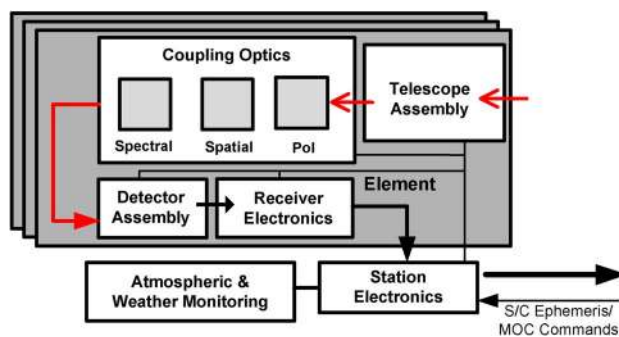 Coupling Optics
Spectral
Spatial
Pol
Telescope
Assembly
Element
Detector
Assembly
Receiver
Electronics
Atmospheric &
Weather Monitoring
Station
Electronics
S/C Ephemeris/
MOC Commands